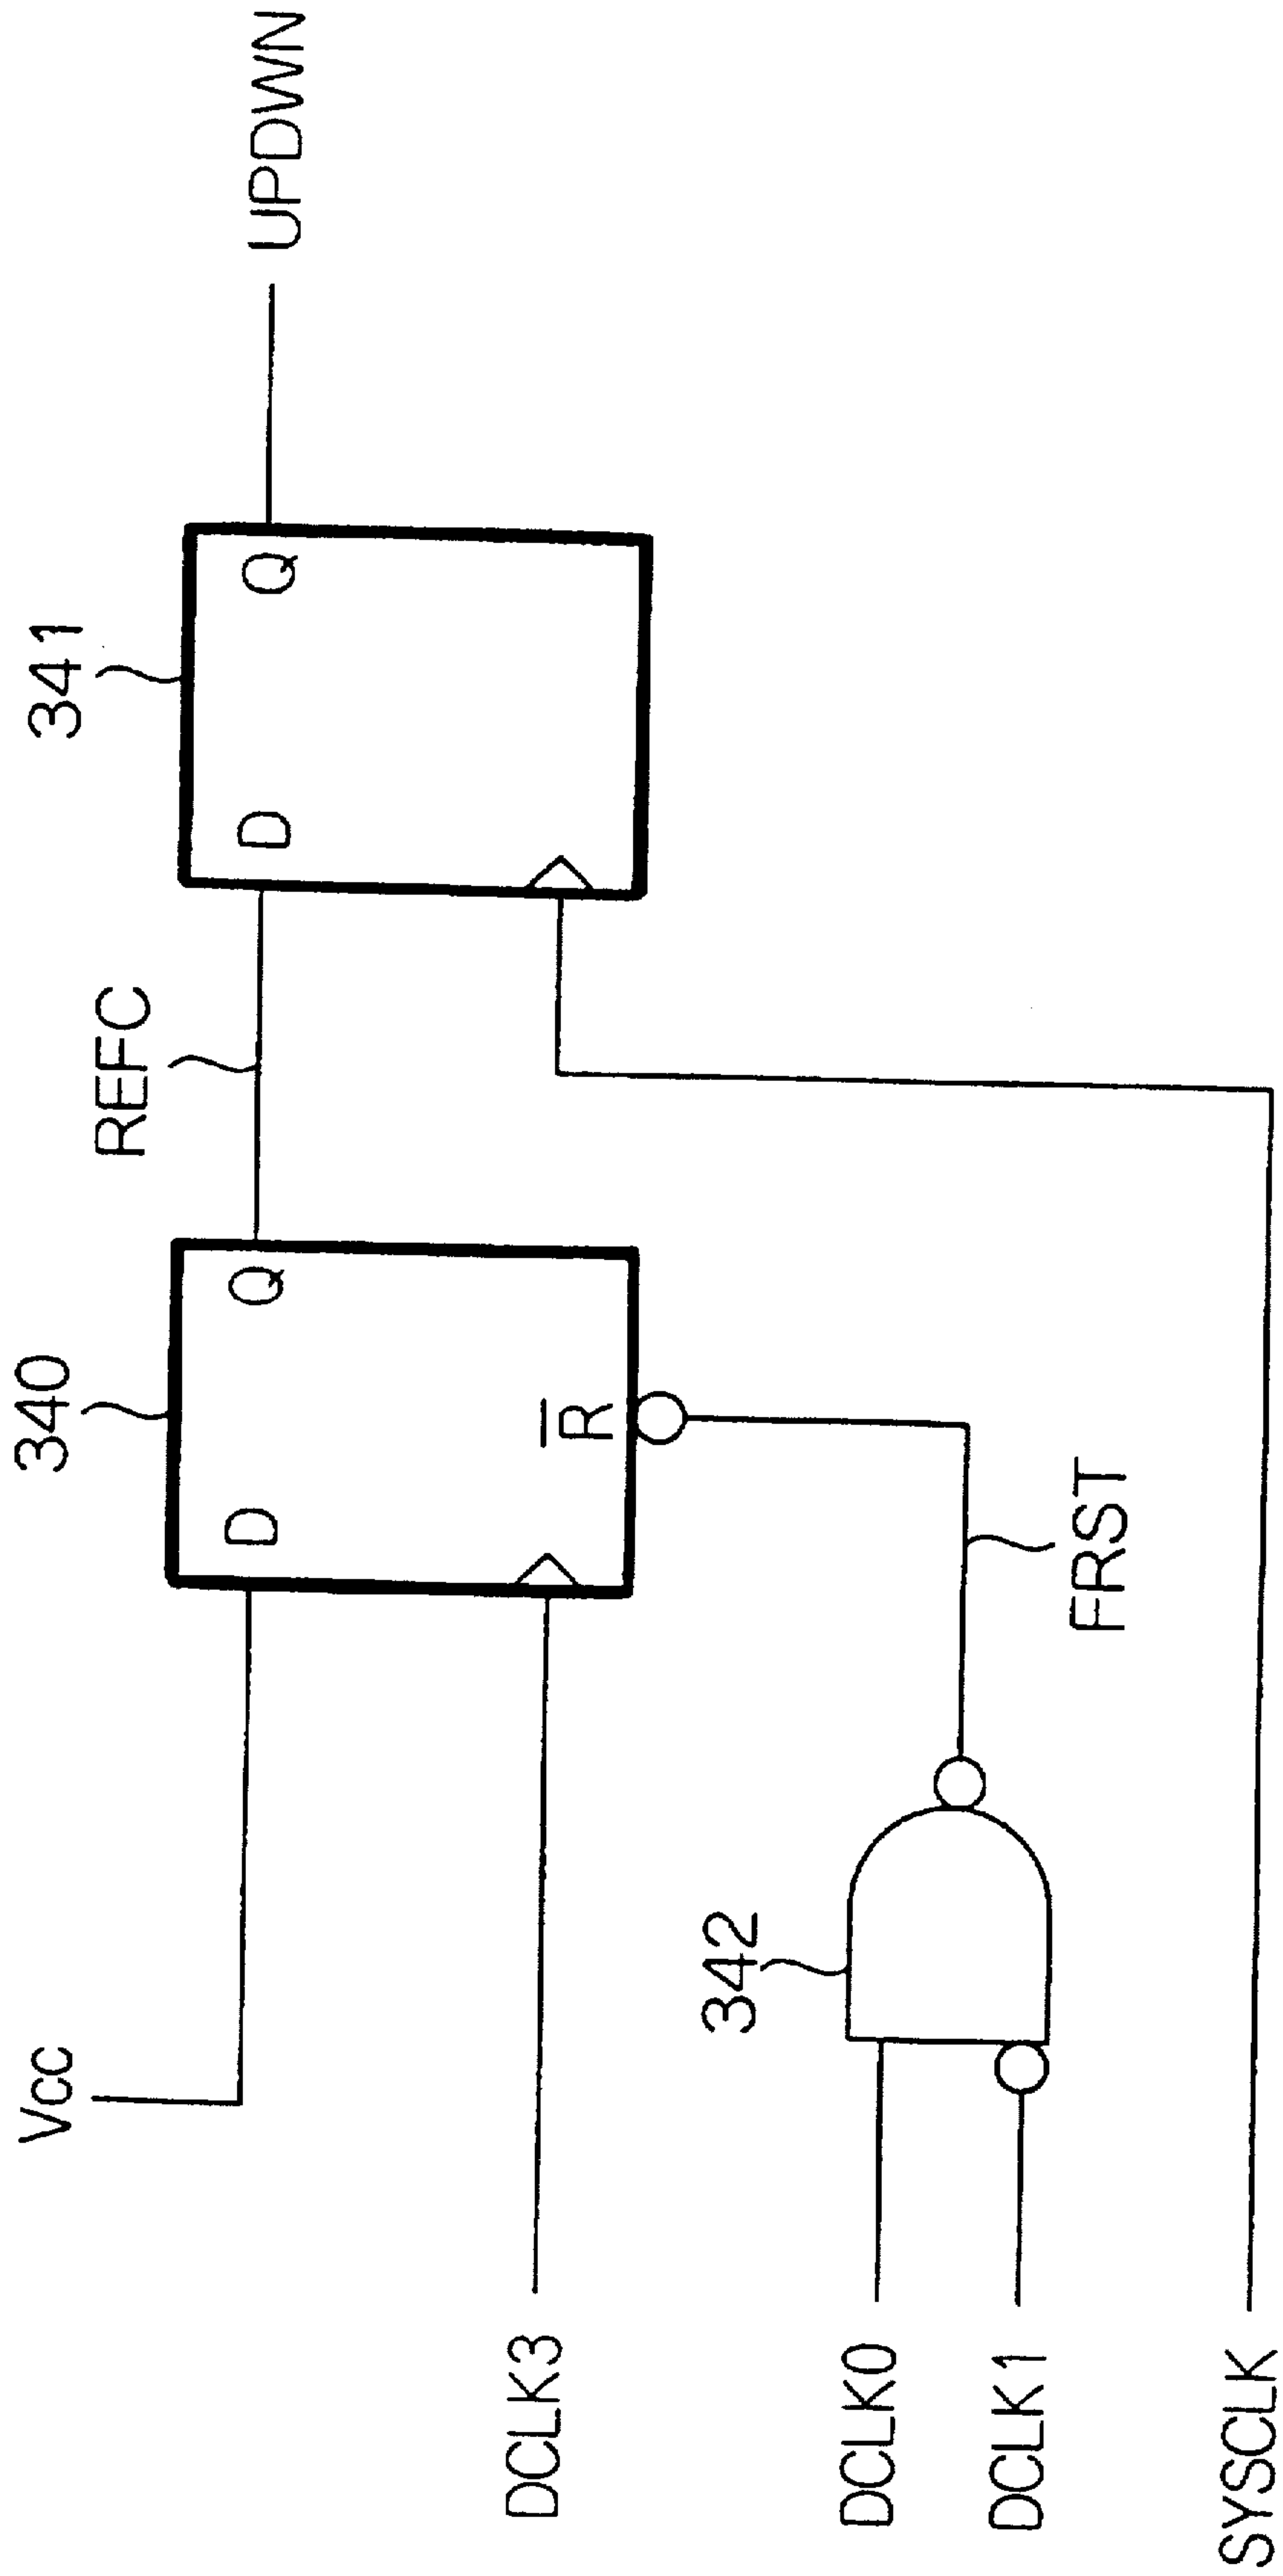 Vcc
340
REFC
341
D
Q
D
Q
UPDWN
DCLK3
R̅
342
DCLK0
DCLK1
FRST
SYSCLK